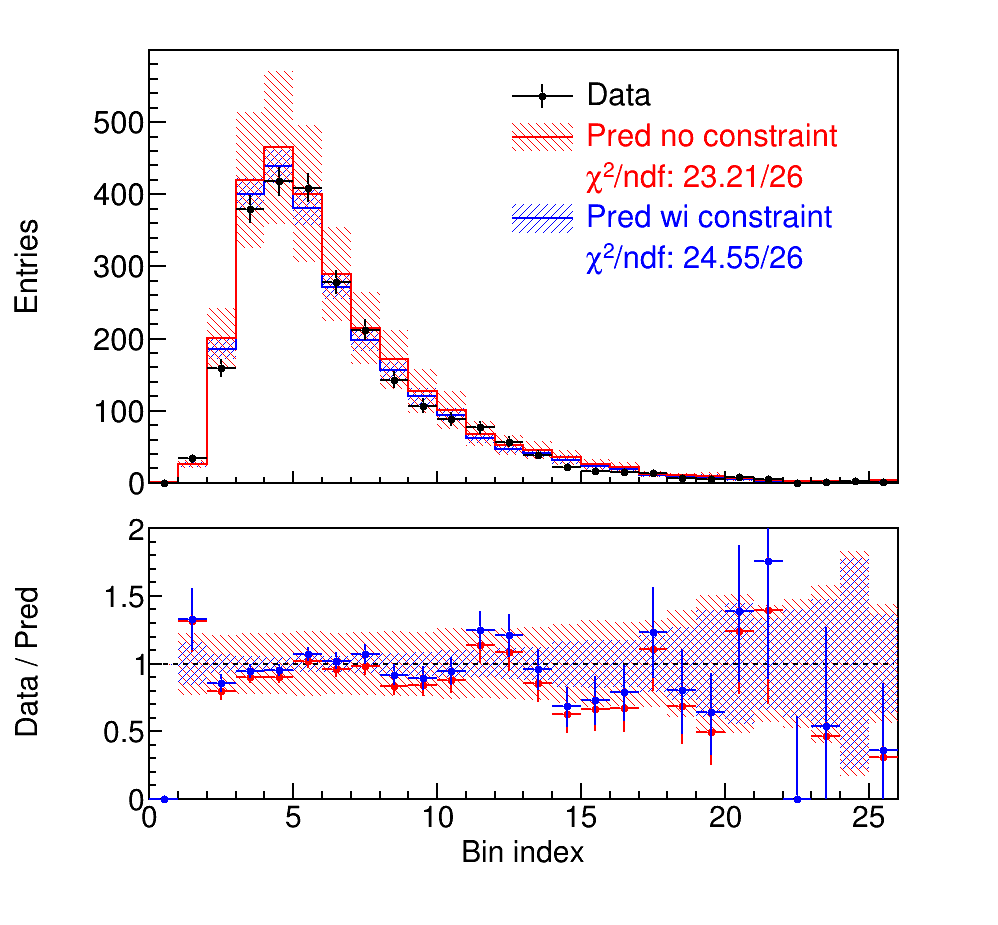 Data
Pred no constraint
χ²/ndf: 23.21/26
Pred wi constraint
χ²/ndf: 24.55/26
Entries
500
400
300
200
100
0
Data / Pred
2
1.5
1
0.5
0
0 5 10 15 20 25
Bin index